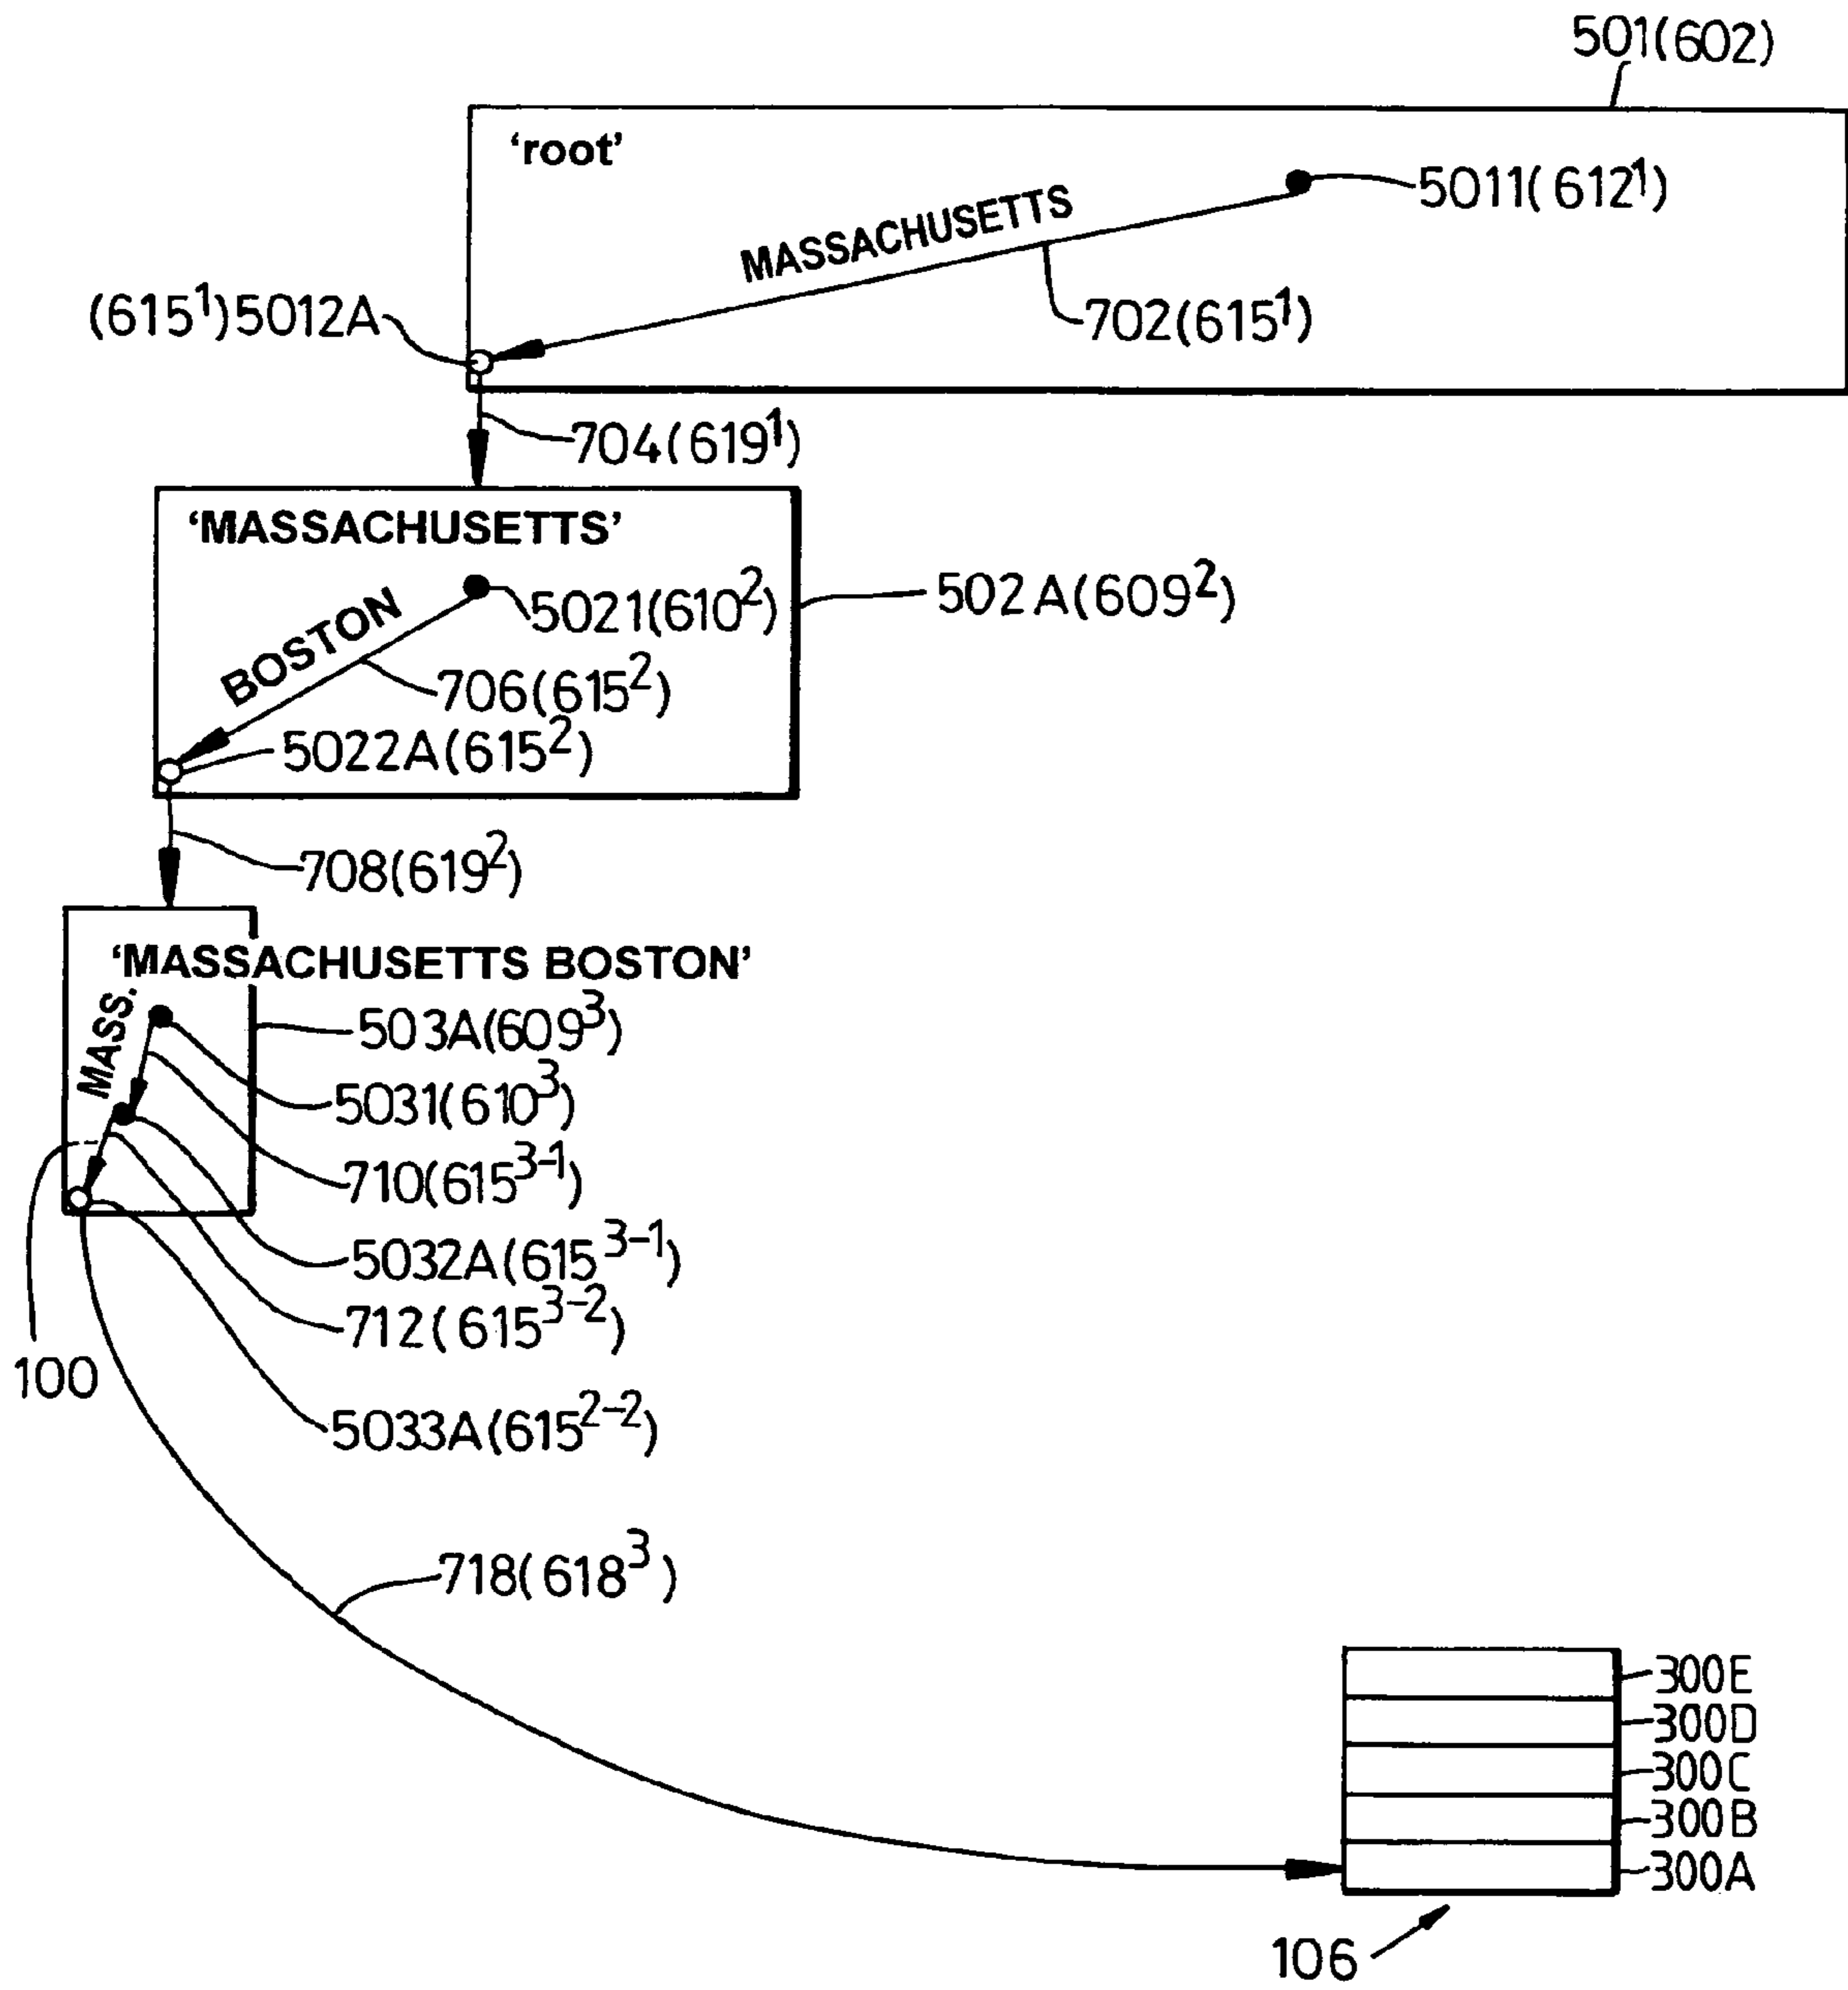 501(602)
'root'
5011(612¹)
MASSACHUSETTS
702(615¹)
(615¹)5012A
704(619¹)
'MASSACHUSETTS'
5021(610²)
502A(609²)
BOSTON
706(615²)
5022A(615²)
708(619²)
'MASSACHUSETTS BOSTON'
MASS.
503A(609³)
5031(610³)
710(615³⁻¹)
5032A(615³⁻¹)
712(615³⁻²)
100
5033A(615²⁻²)
718(618³)
300E
300D
300C
300B
300A
106